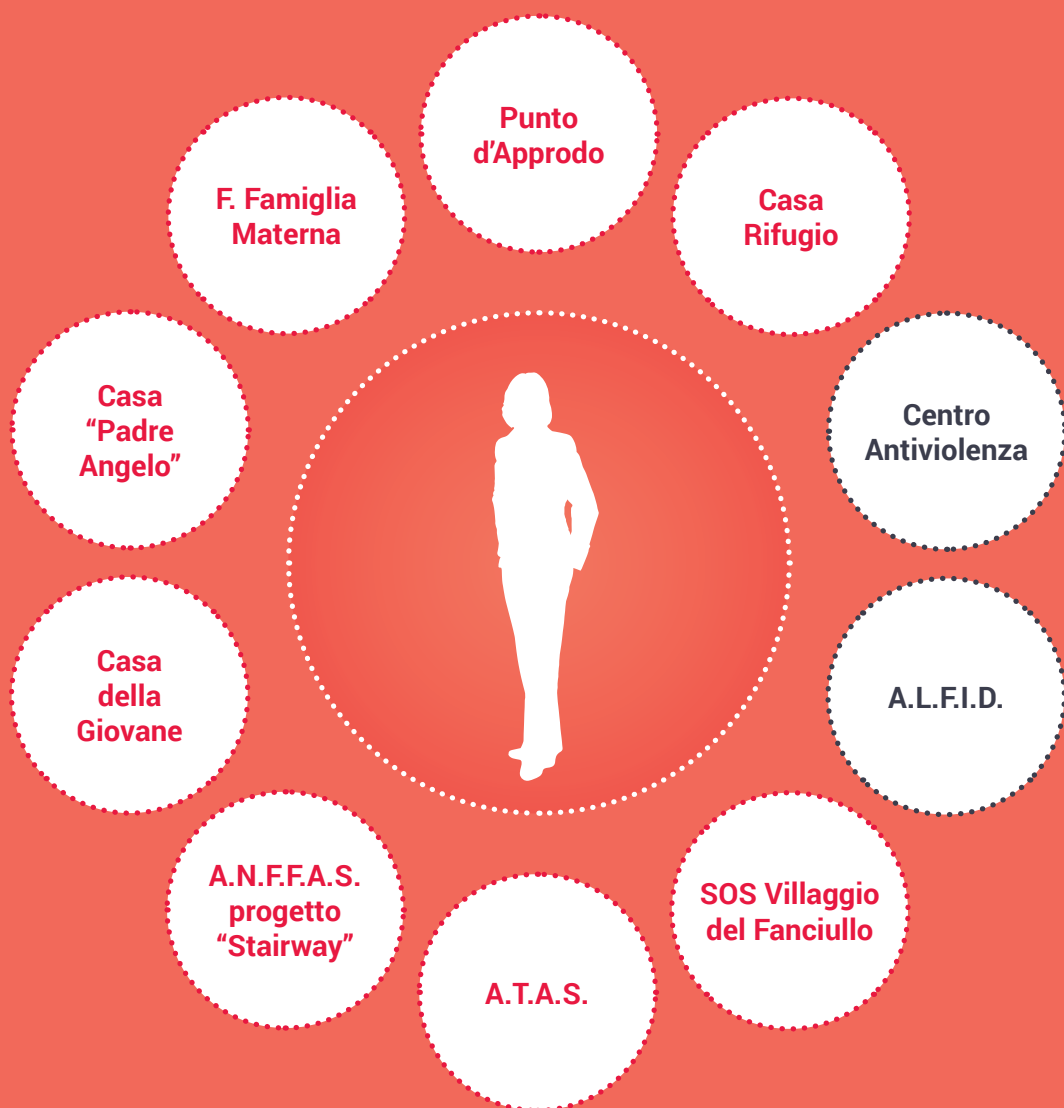 Punto
d'Approdo
F. Famiglia
Materna
Casa
Rifugio
Casa
“Padre
Angelo”
Centro
Antiviolenza
Casa
della
Giovane
A.L.F.I.D.
A.N.F.F.A.S.
progetto
“Stairway”
SOS Villaggio
del Fanciullo
A.T.A.S.